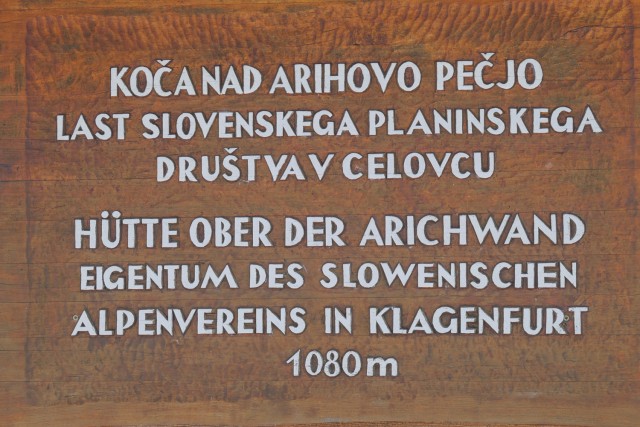 KOČA NAD ARIHOVO PEČJO
LAST SLOVENSKEGA PLANINSKEGA
DRUŠTVA V CELOVCU
HÜTTE OBER DER ARICHWAND
EIGENTUM DES SLOWENISCHEN
ALPENVEREINS IN KLAGENFURT
1080m